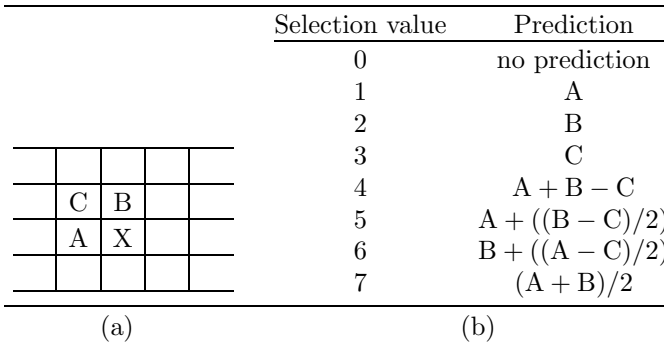 Selection value Prediction
0 no prediction
1 A
2 B
3 C
4 A + B − C
5 A + ((B − C)/2)
6 B + ((A − C)/2)
7 (A + B)/2
C B
A X
(a) (b)